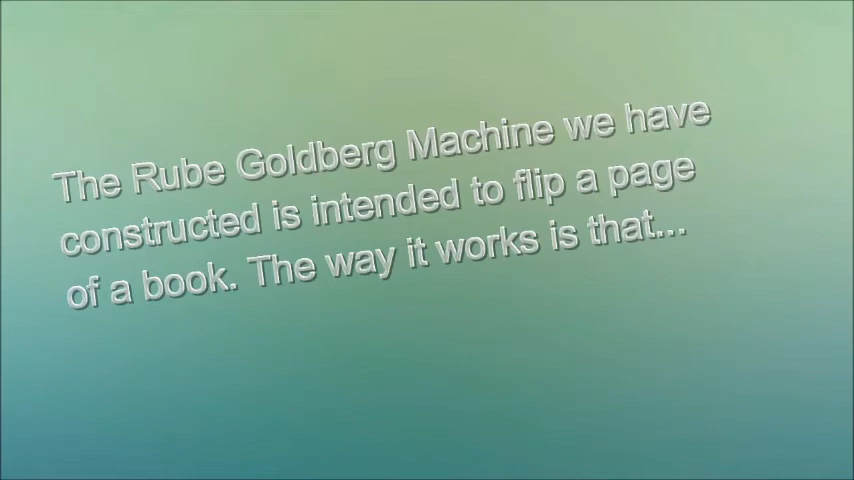 The Rube Goldberg Machine we have
constructed is intended to flip a page
of a book. The way it works is that...